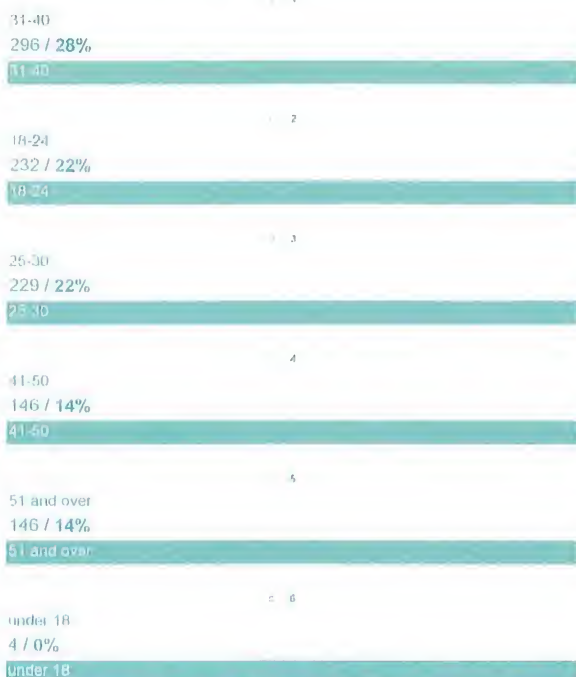 31-40
296 / 28%
31-40
2
18-24
232 / 22%
18-24
3
25-30
229 / 22%
25-30
4
41-50
146 / 14%
41-50
5
51 and over
146 / 14%
51 and over
6
under 18
4 / 0%
under 18